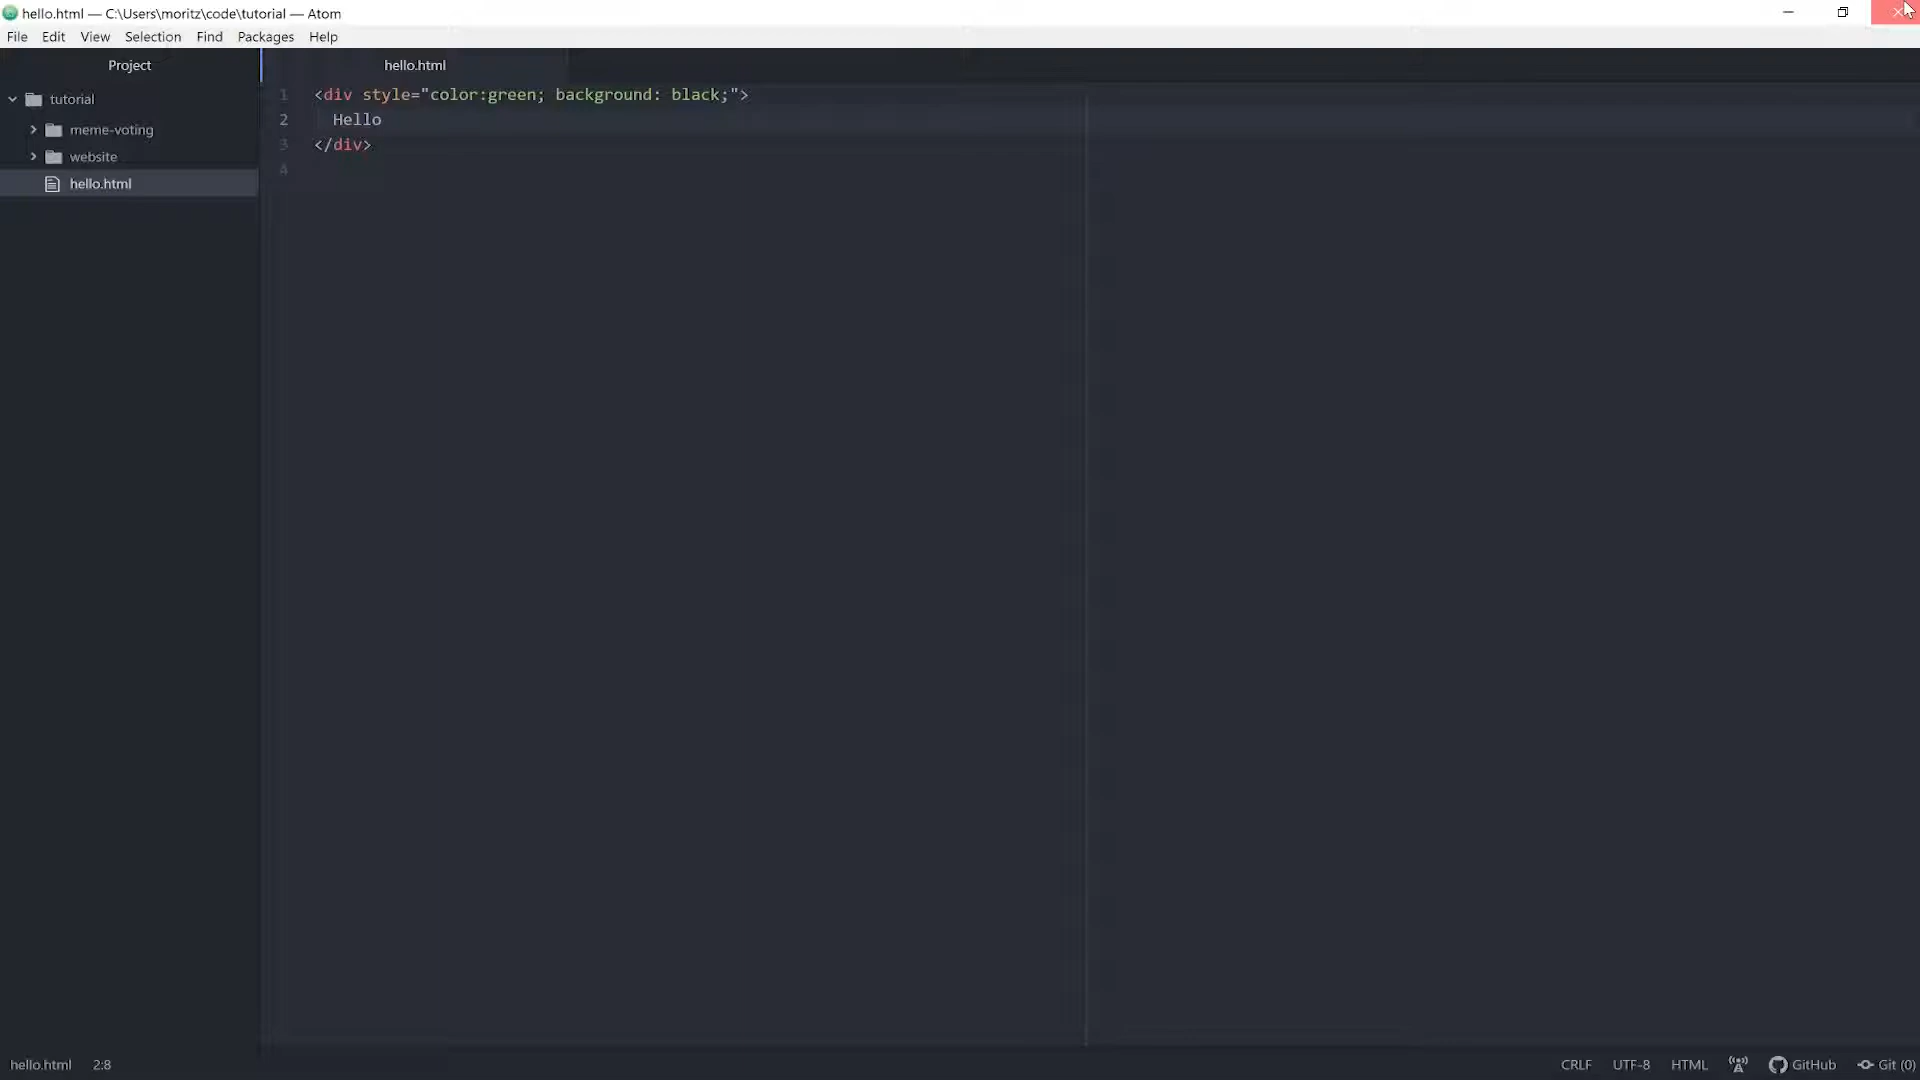 hello.html — C:\Users\moritz\code\tutorial — Atom
File Edit View Selection Find Packages Help
Project
hello.html
tutorial
meme-voting
website
hello.html
1 <div style="color:green; background: black;">
2 Hello
3 </div>
4
hello.html 2:8
CRLF UTF-8 HTML GitHub Git (0)